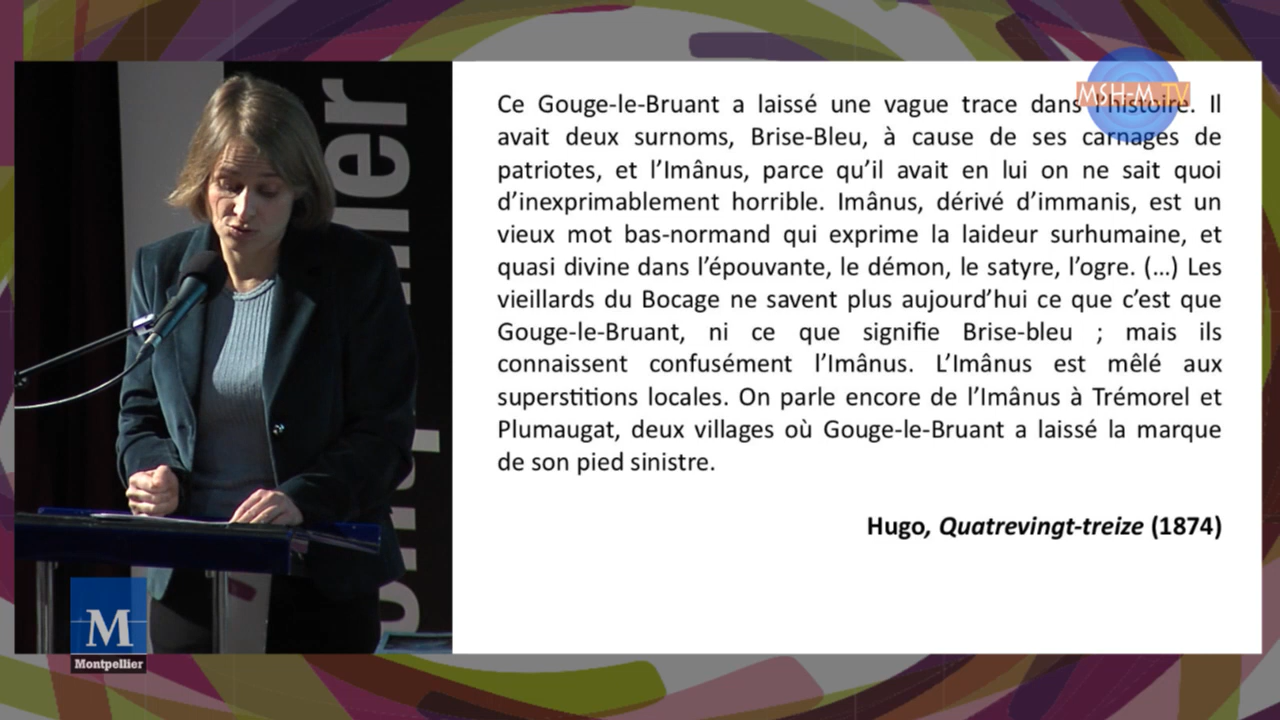 MSH-M.TV
Ce Gouge-le-Bruant a laissé une vague trace dans l'histoire. Il
avait deux surnoms, Brise-Bleu, à cause de ses carnages de
patriotes, et l'Imânus, parce qu'il avait en lui on ne sait quoi
d'inexprimablement horrible. Imânus, dérivé d'immanis, est un
vieux mot bas-normand qui exprime la laideur surhumaine, et
quasi divine dans l'épouvante, le démon, le satyre, l'ogre. (…) Les
vieillards du Bocage ne savent plus aujourd'hui ce que c'est que
Gouge-le-Bruant, ni ce que signifie Brise-bleu ; mais ils
connaissent confusément l'Imânus. L'Imânus est mêlé aux
superstitions locales. On parle encore de l'Imânus à Trémorel et
Plumaugat, deux villages où Gouge-le-Bruant a laissé la marque
de son pied sinistre.
Hugo, Quatrevingt-treize (1874)
M
Montpellier